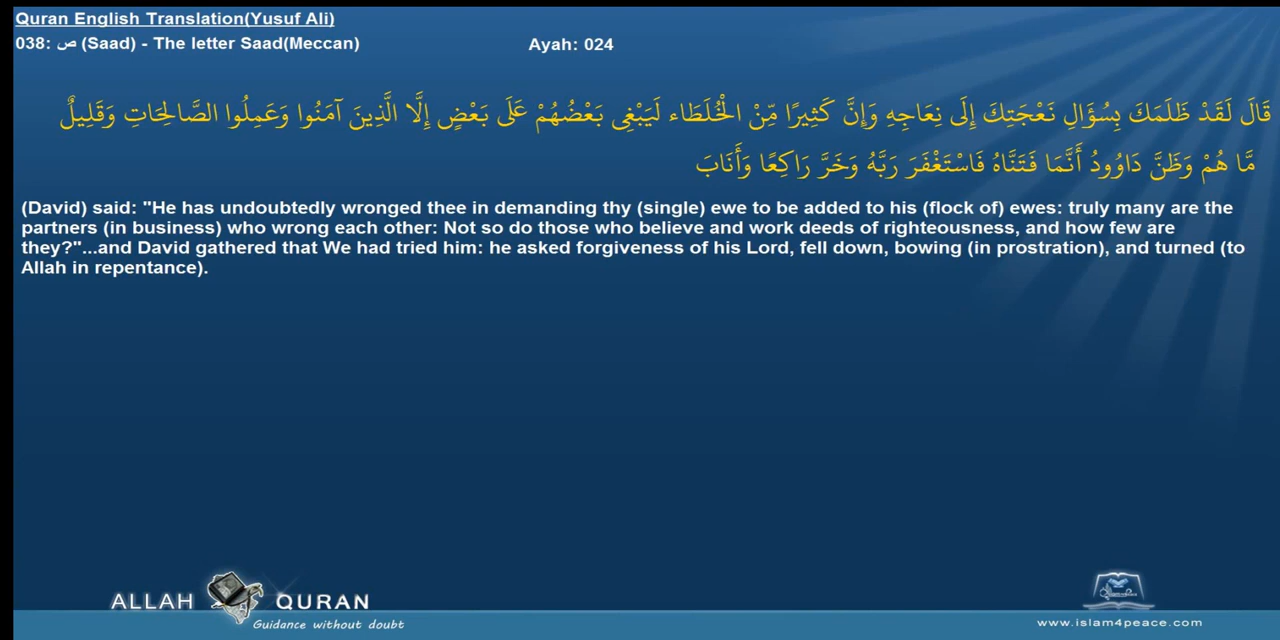 Quran English Translation(Yusuf Ali)
038: ص (Saad) - The letter Saad(Meccan) Ayah: 024
قَالَ لَقَدْ ظَلَمَكَ بِسُؤَالِ نَعْجَتِكَ إِلَى نِعَاجِهِ وَإِنَّ كَثِيرًا مِّنْ الْخُلَطَاء لَيَبْغِي بَعْضُهُمْ عَلَى بَعْضٍ إِلَّا الَّذِينَ آمَنُوا وَعَمِلُوا الصَّالِحَاتِ وَقَلِيلٌ
مَّا هُمْ وَظَنَّ دَاوُودُ أَنَّمَا فَتَنَّاهُ فَاسْتَغْفَرَ رَبَّهُ وَخَرَّ رَاكِعًا وَأَنَابَ
(David) said: "He has undoubtedly wronged thee in demanding thy (single) ewe to be added to his (flock of) ewes: truly many are the
partners (in business) who wrong each other: Not so do those who believe and work deeds of righteousness, and how few are
they?"...and David gathered that We had tried him: he asked forgiveness of his Lord, fell down, bowing (in prostration), and turned (to
Allah in repentance).
ALLAH QURAN
Guidance without doubt
www.islam4peace.com